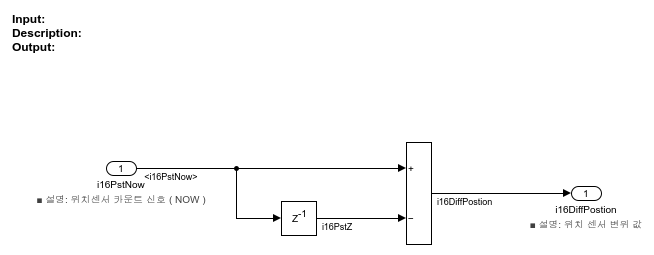 Input:
Description:
Output:
1
<i16PstNow>
i16PstNow
■ 설명: 위치센서 카운트 신호 ( NOW )
z-1
i16PstZ
+
−
i16DiffPostion
1
i16DiffPostion
■ 설명: 위치 센서 변위 값